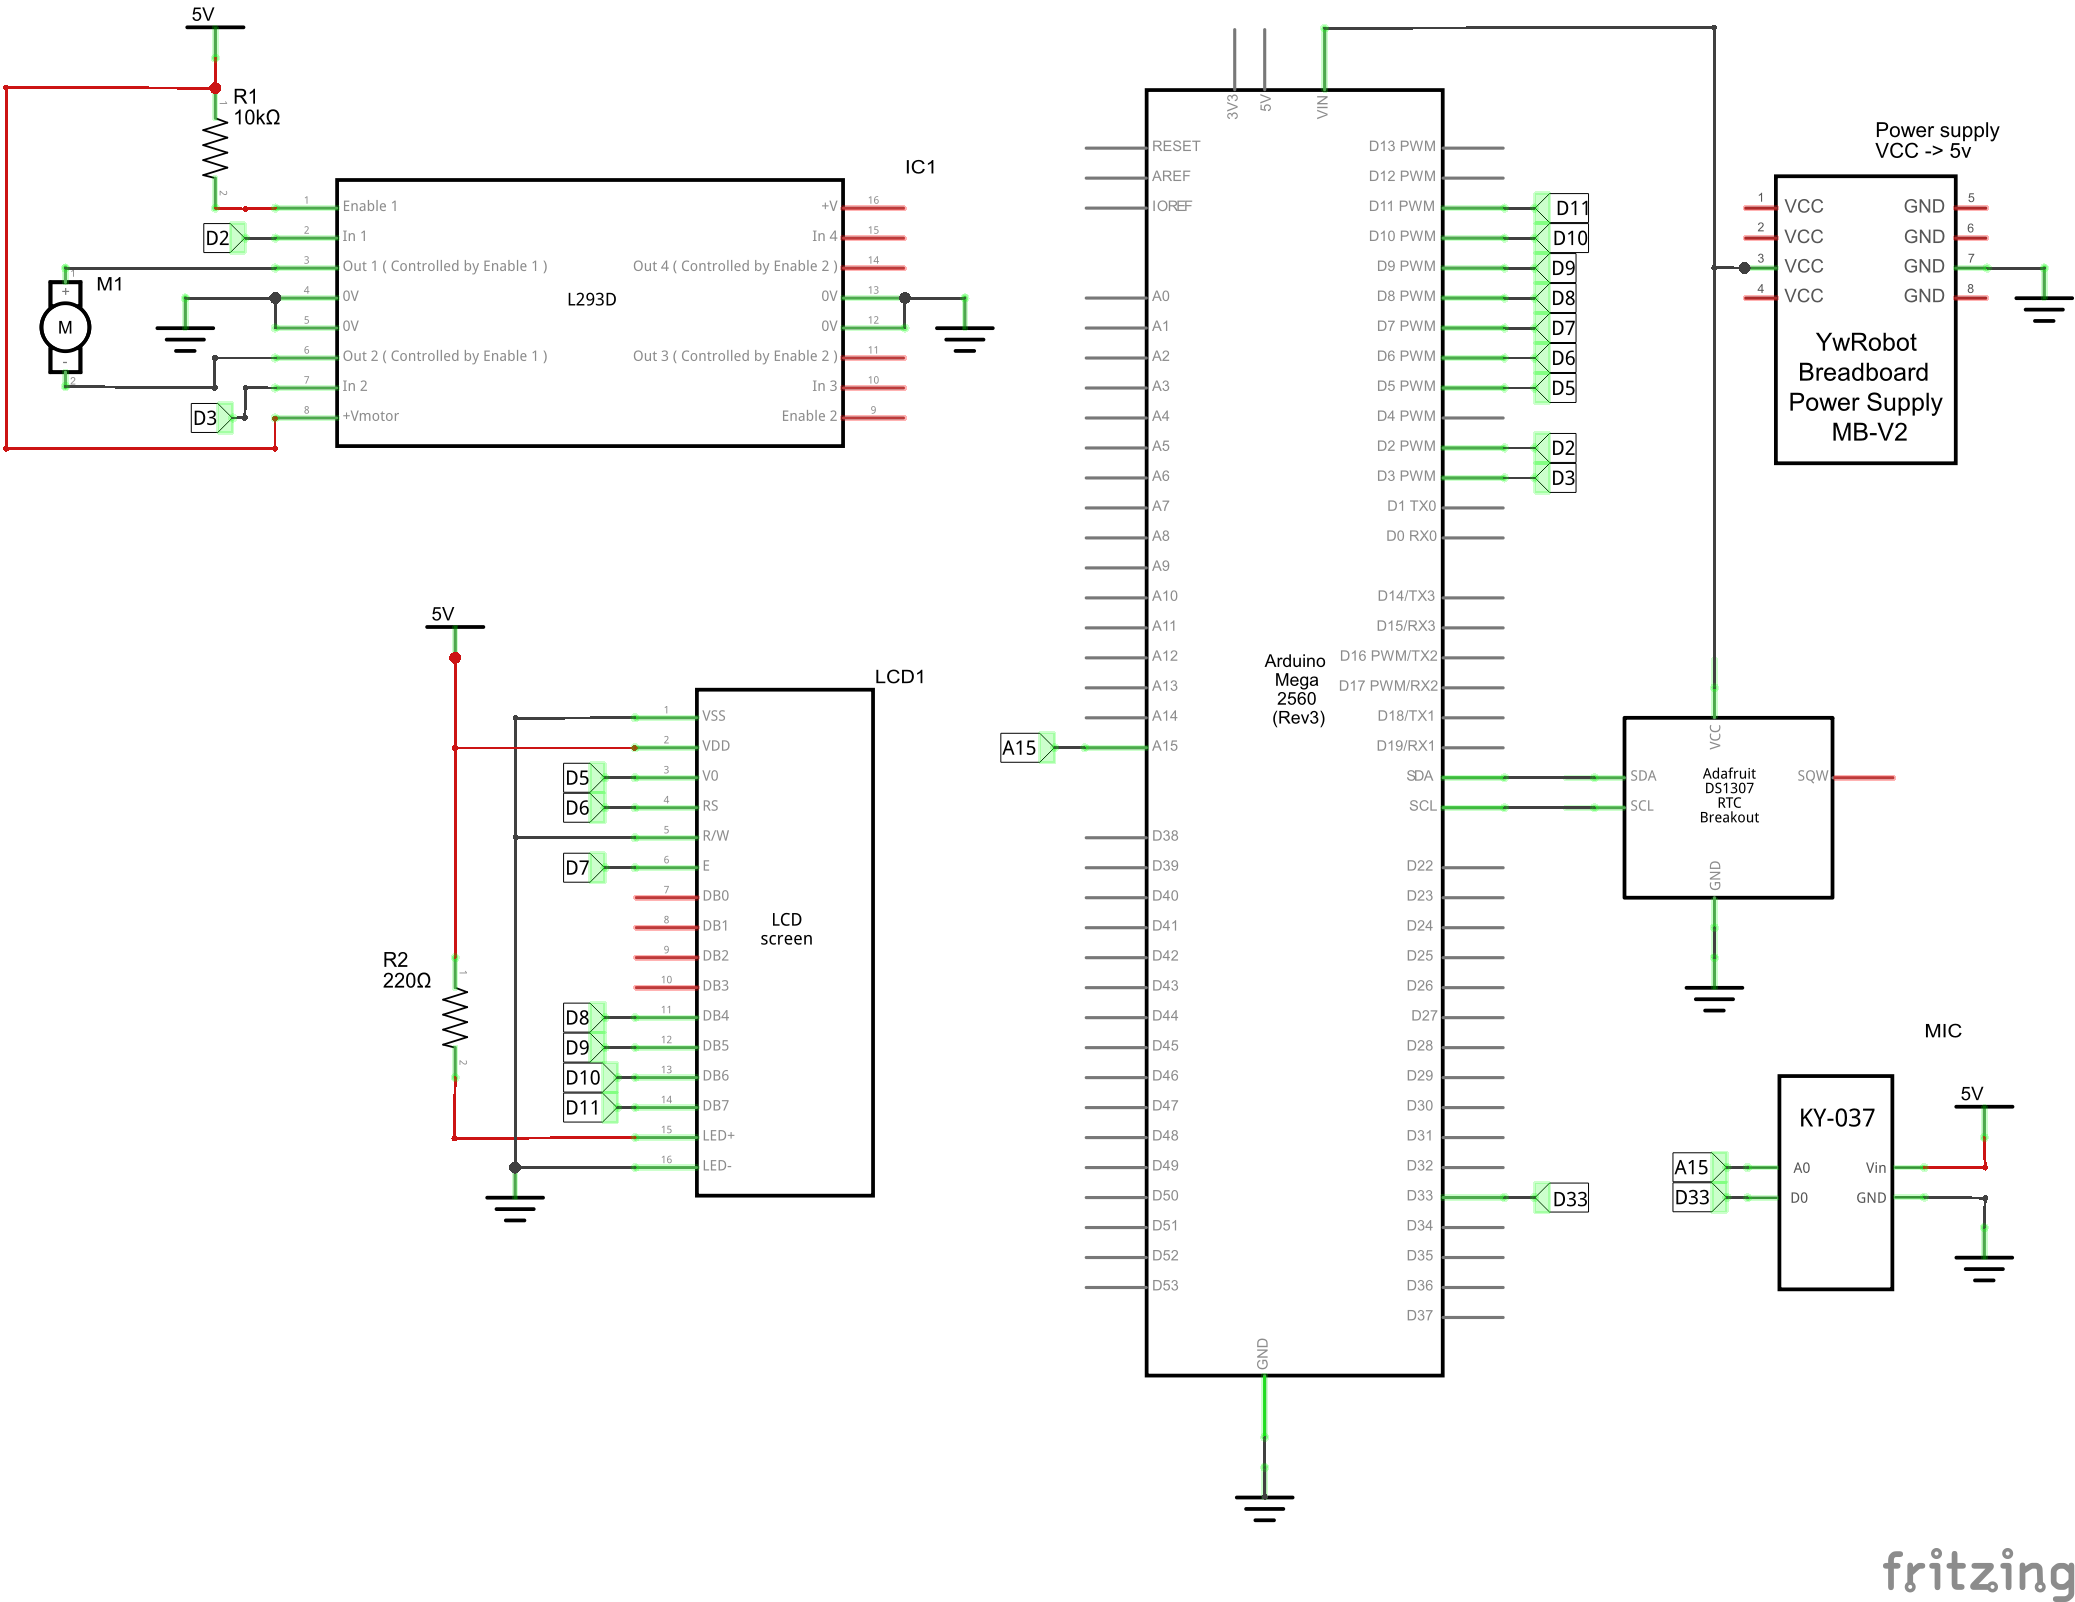 5V
R1
10kΩ
1
2
IC1
L293D
1 Enable 1
2 In 1
3 Out 1 ( Controlled by Enable 1 )
4 0V
5 0V
6 Out 2 ( Controlled by Enable 1 )
7 In 2
8 +Vmotor
+V 16
In 4 15
Out 4 ( Controlled by Enable 2 ) 14
0V 13
0V 12
Out 3 ( Controlled by Enable 2 ) 11
In 3 10
Enable 2 9
D2
D3
M1
1
+
M
-
2
5V
R2
220Ω
1
2
LCD1
LCD
screen
1 VSS
2 VDD
D5 3 V0
D6 4 RS
5 R/W
D7 6 E
7 DB0
8 DB1
9 DB2
10 DB3
D8 11 DB4
D9 12 DB5
D10 13 DB6
D11 14 DB7
15 LED+
16 LED-
3V3
5V
VIN
RESET
AREF
IOREF
A0
A1
A2
A3
A4
A5
A6
A7
A8
A9
A10
A11
A12
A13
A14
A15 A15
D38
D39
D40
D41
D42
D43
D44
D45
D46
D47
D48
D49
D50
D51
D52
D53
Arduino
Mega
2560
(Rev3)
D13 PWM
D12 PWM
D11 PWM D11
D10 PWM D10
D9 PWM D9
D8 PWM D8
D7 PWM D7
D6 PWM D6
D5 PWM D5
D4 PWM
D2 PWM D2
D3 PWM D3
D1 TX0
D0 RX0
D14/TX3
D15/RX3
D16 PWM/TX2
D17 PWM/RX2
D18/TX1
D19/RX1
SDA
SCL
D22
D23
D24
D25
D26
D27
D28
D29
D30
D31
D32
D33 D33
D34
D35
D36
D37
GND
Power supply
VCC -> 5v
1 VCC GND 5
2 VCC GND 6
3 VCC GND 7
4 VCC GND 8
YwRobot
Breadboard
Power Supply
MB-V2
VCC
SDA
SCL
SQW
Adafruit
DS1307
RTC
Breakout
GND
MIC
5V
KY-037
A15 A0 Vin
D33 D0 GND
fritzing